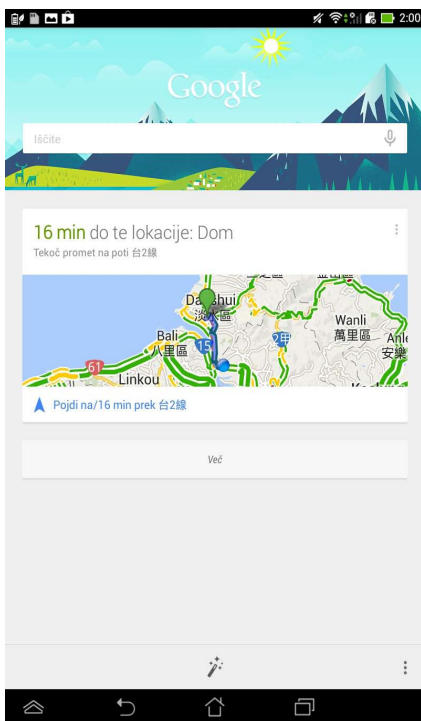 2:00
Google
Iščite
16 min do te lokacije: Dom
Tekoč promet na poti 台2線
Danshui
淡水區
Wanli
萬里區
Bali
八里區
15
2甲
安樂
61
Linkou
Pojdi na/16 min prek 台2線
Več